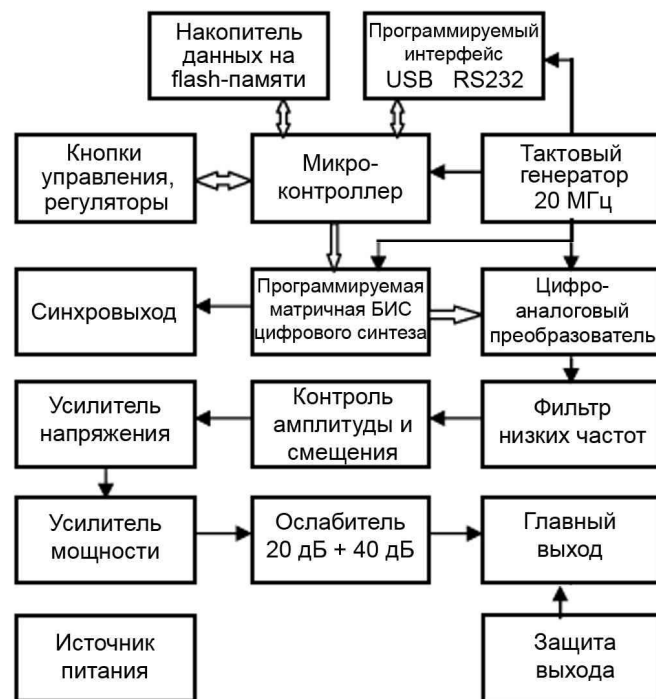 Накопитель
данных на
flash-памяти
Программируемый
интерфейс
USB RS232
Кнопки
управления,
регуляторы
Микро-
контроллер
Тактовый
генератор
20 МГц
Синхровыход
Программируемая
матричная БИС
цифрового синтеза
Цифро-
аналоговый
преобразователь
Усилитель
напряжения
Контроль
амплитуды и
смещения
Фильтр
низких частот
Усилитель
мощности
Ослабитель
20 дБ + 40 дБ
Главный
выход
Источник
питания
Защита
выхода